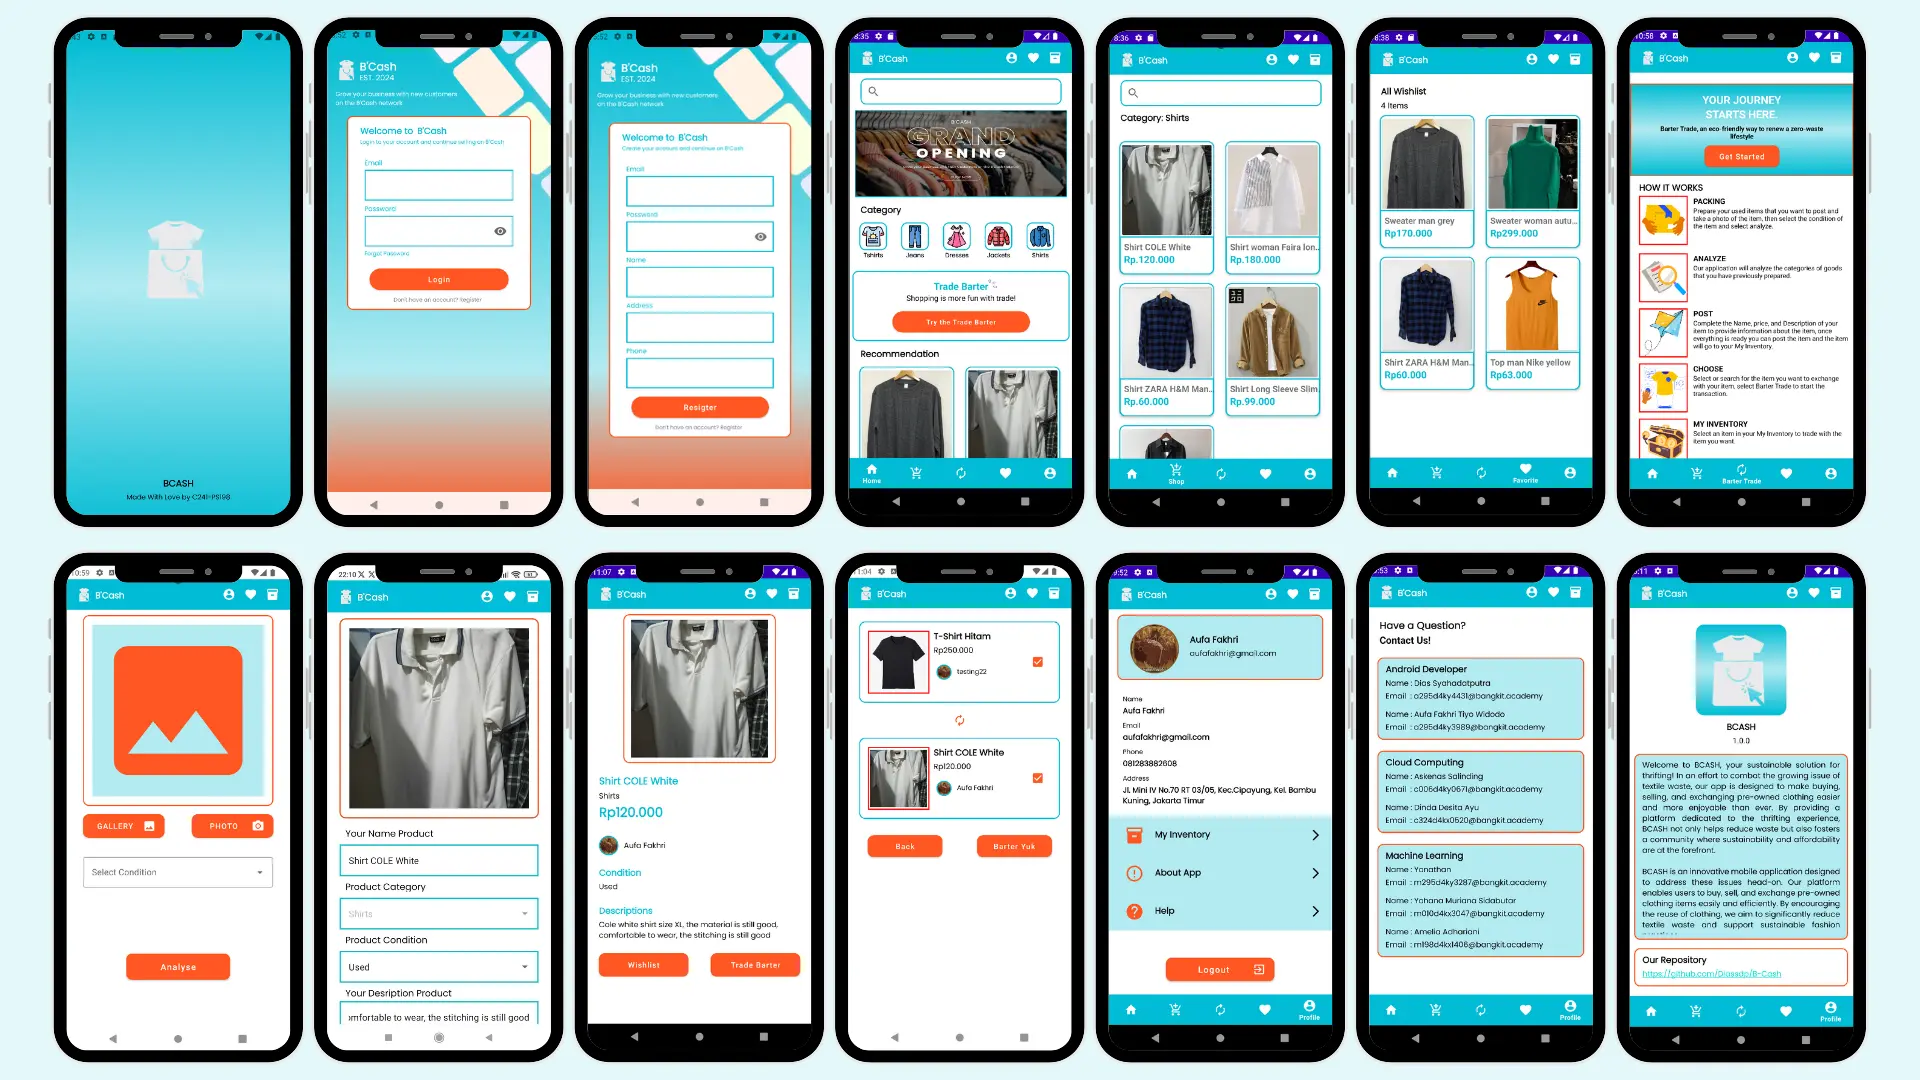 BCASH
Made With Love by C241-PS198
B'Cash
EST. 2024
Grow your business with new customers
on the B'Cash network
Welcome to B'Cash
Login to your account and continue selling on B'Cash
Email
Password
Forgot Password
Login
Don't have an account? Register
B'Cash
EST. 2024
Grow your business with new customers
on the B'Cash network
Welcome to B'Cash
Create your account and continue on B'Cash
Email
Password
Name
Address
Phone
Resigter
Don't have an account? Register
8:35
B'Cash
B'CASH
GRAND
OPENING
Category
Tshirts
Jeans
Dresses
Jackets
Shirts
Trade Barter
Shopping is more fun with trade!
Try the Trade Barter
Recommendation
Home
8:36
B'Cash
Category: Shirts
Shirt COLE White
Rp.120.000
Shirt woman Faira lon..
Rp.180.000
Shirt ZARA H&M Man..
Rp.60.000
Shirt Long Sleeve Slim..
Rp.99.000
Shop
8:38
B'Cash
All Wishlist
4 Items
Sweater man grey
Rp170.000
Sweater woman autu..
Rp299.000
Shirt ZARA H&M Man..
Rp60.000
Top man Nike yellow
Rp63.000
Favorite
10:58
B'Cash
YOUR JOURNEY
STARTS HERE.
Barter Trade, an eco-friendly way to renew a zero-waste
lifestyle
Get Started
HOW IT WORKS
PACKING
Prepare your used items that you want to post and
take a photo of the item, then select the condition of
the item and select analyze.
ANALYZE
Our application will analyze the categories of goods
that you have previously prepared.
POST
Complete the Name, price, and Description of your
item to provide information about the item, once
everything is ready you can post the item and the item
will go to your My Inventory.
CHOOSE
Select or search for the item you want to exchange
with your item, select Barter Trade to start the
transaction.
MY INVENTORY
Select an item in your My Inventory to trade with the
item you want
Barter Trade
10:59
B'Cash
GALLERY
PHOTO
Select Condition
Analyse
22:10
B'Cash
Your Name Product
Shirt COLE White
Product Category
Shirts
Product Condition
Used
Your Desription Product
omfortable to wear, the stitching is still good
11:07
B'Cash
Shirt COLE White
Shirts
Rp120.000
Aufa Fakhri
Condition
Used
Descriptions
Cole white shirt size XL, the material is still good,
comfortable to wear, the stitching is still good
Wishlist
Trade Barter
11:04
B'Cash
T-Shirt Hitam
Rp250.000
testing22
Shirt COLE White
Rp120.000
Aufa Fakhri
Back
Barter Yuk
9:52
B'Cash
Aufa Fakhri
aufafakhri@gmail.com
Name
Aufa Fakhri
Email
aufafakhri@gmail.com
Phone
081283882608
Address
Jl. Mini IV No.70 RT 03/05, Kec.Cipayung, Kel. Bambu
Kuning, Jakarta Timur
My Inventory
About App
Help
Logout
Profile
B'Cash
Have a Question?
Contact Us!
Android Developer
Name : Dias Syahadatputra
Email : a295d4ky4431@bangkit.academy
Name : Aufa Fakhri Tiyo Widodo
Email : a295d4ky3989@bangkit.academy
Cloud Computing
Name : Askenas Salinding
Email : c006d4ky0671@bangkit.academy
Name : Dinda Desita Ayu
Email : c324d4kx0520@bangkit.academy
Machine Learning
Name : Yonathan
Email : m295d4ky3287@bangkit.academy
Name : Yohana Muriana Sidabutar
Email : m010d4kx3047@bangkit.academy
Name : Amelia Adhariani
Email : m198d4kx1406@bangkit.academy
Profile
B'Cash
BCASH
1.0.0
Welcome to BCASH, your sustainable solution for
thrifting! In an effort to combat the growing issue of
textile waste, our app is designed to make buying,
selling, and exchanging pre-owned clothing easier
and more enjoyable than ever. By providing a
platform dedicated to the thrifting experience,
BCASH not only helps reduce waste but also fosters
a community where sustainability and affordability
are at the forefront.
BCASH is an innovative mobile application designed
to address these issues head-on. Our platform
enables users to buy, sell, and exchange pre-owned
clothing items easily and efficiently. By encouraging
the reuse of clothing, we aim to significantly reduce
textile waste and support sustainable fashion
Our Repository
https://github.com/Diassdp/B-Cash
Profile